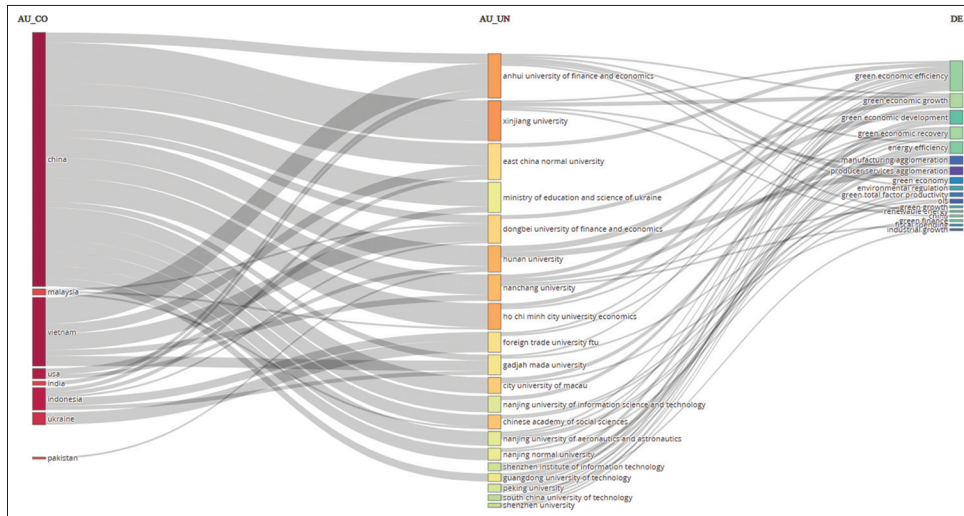 AU_CO
AU_UN
DE
china
malaysia
vietnam
usa
india
indonesia
ukraine
pakistan
anhui university of finance and economics
xinjiang university
east china normal university
ministry of education and science of ukraine
dongbei university of finance and economics
hunan university
nanchang university
ho chi minh city university economics
foreign trade university ftu
gadjah mada university
city university of macau
nanjing university of information science and technology
chinese academy of social sciences
nanjing university of aeronautics and astronautics
nanjing normal university
shenzhen institute of information technology
guangdong university of technology
peking university
south china university of technology
shenzhen university
green economic efficiency
green economic growth
green economic development
green economic recovery
energy efficiency
manufacturing agglomeration
producer services agglomeration
green economy
environmental regulation
green total factor productivity
ols
green growth
renewable energy
china
green finance
fiscal spending
industrial growth